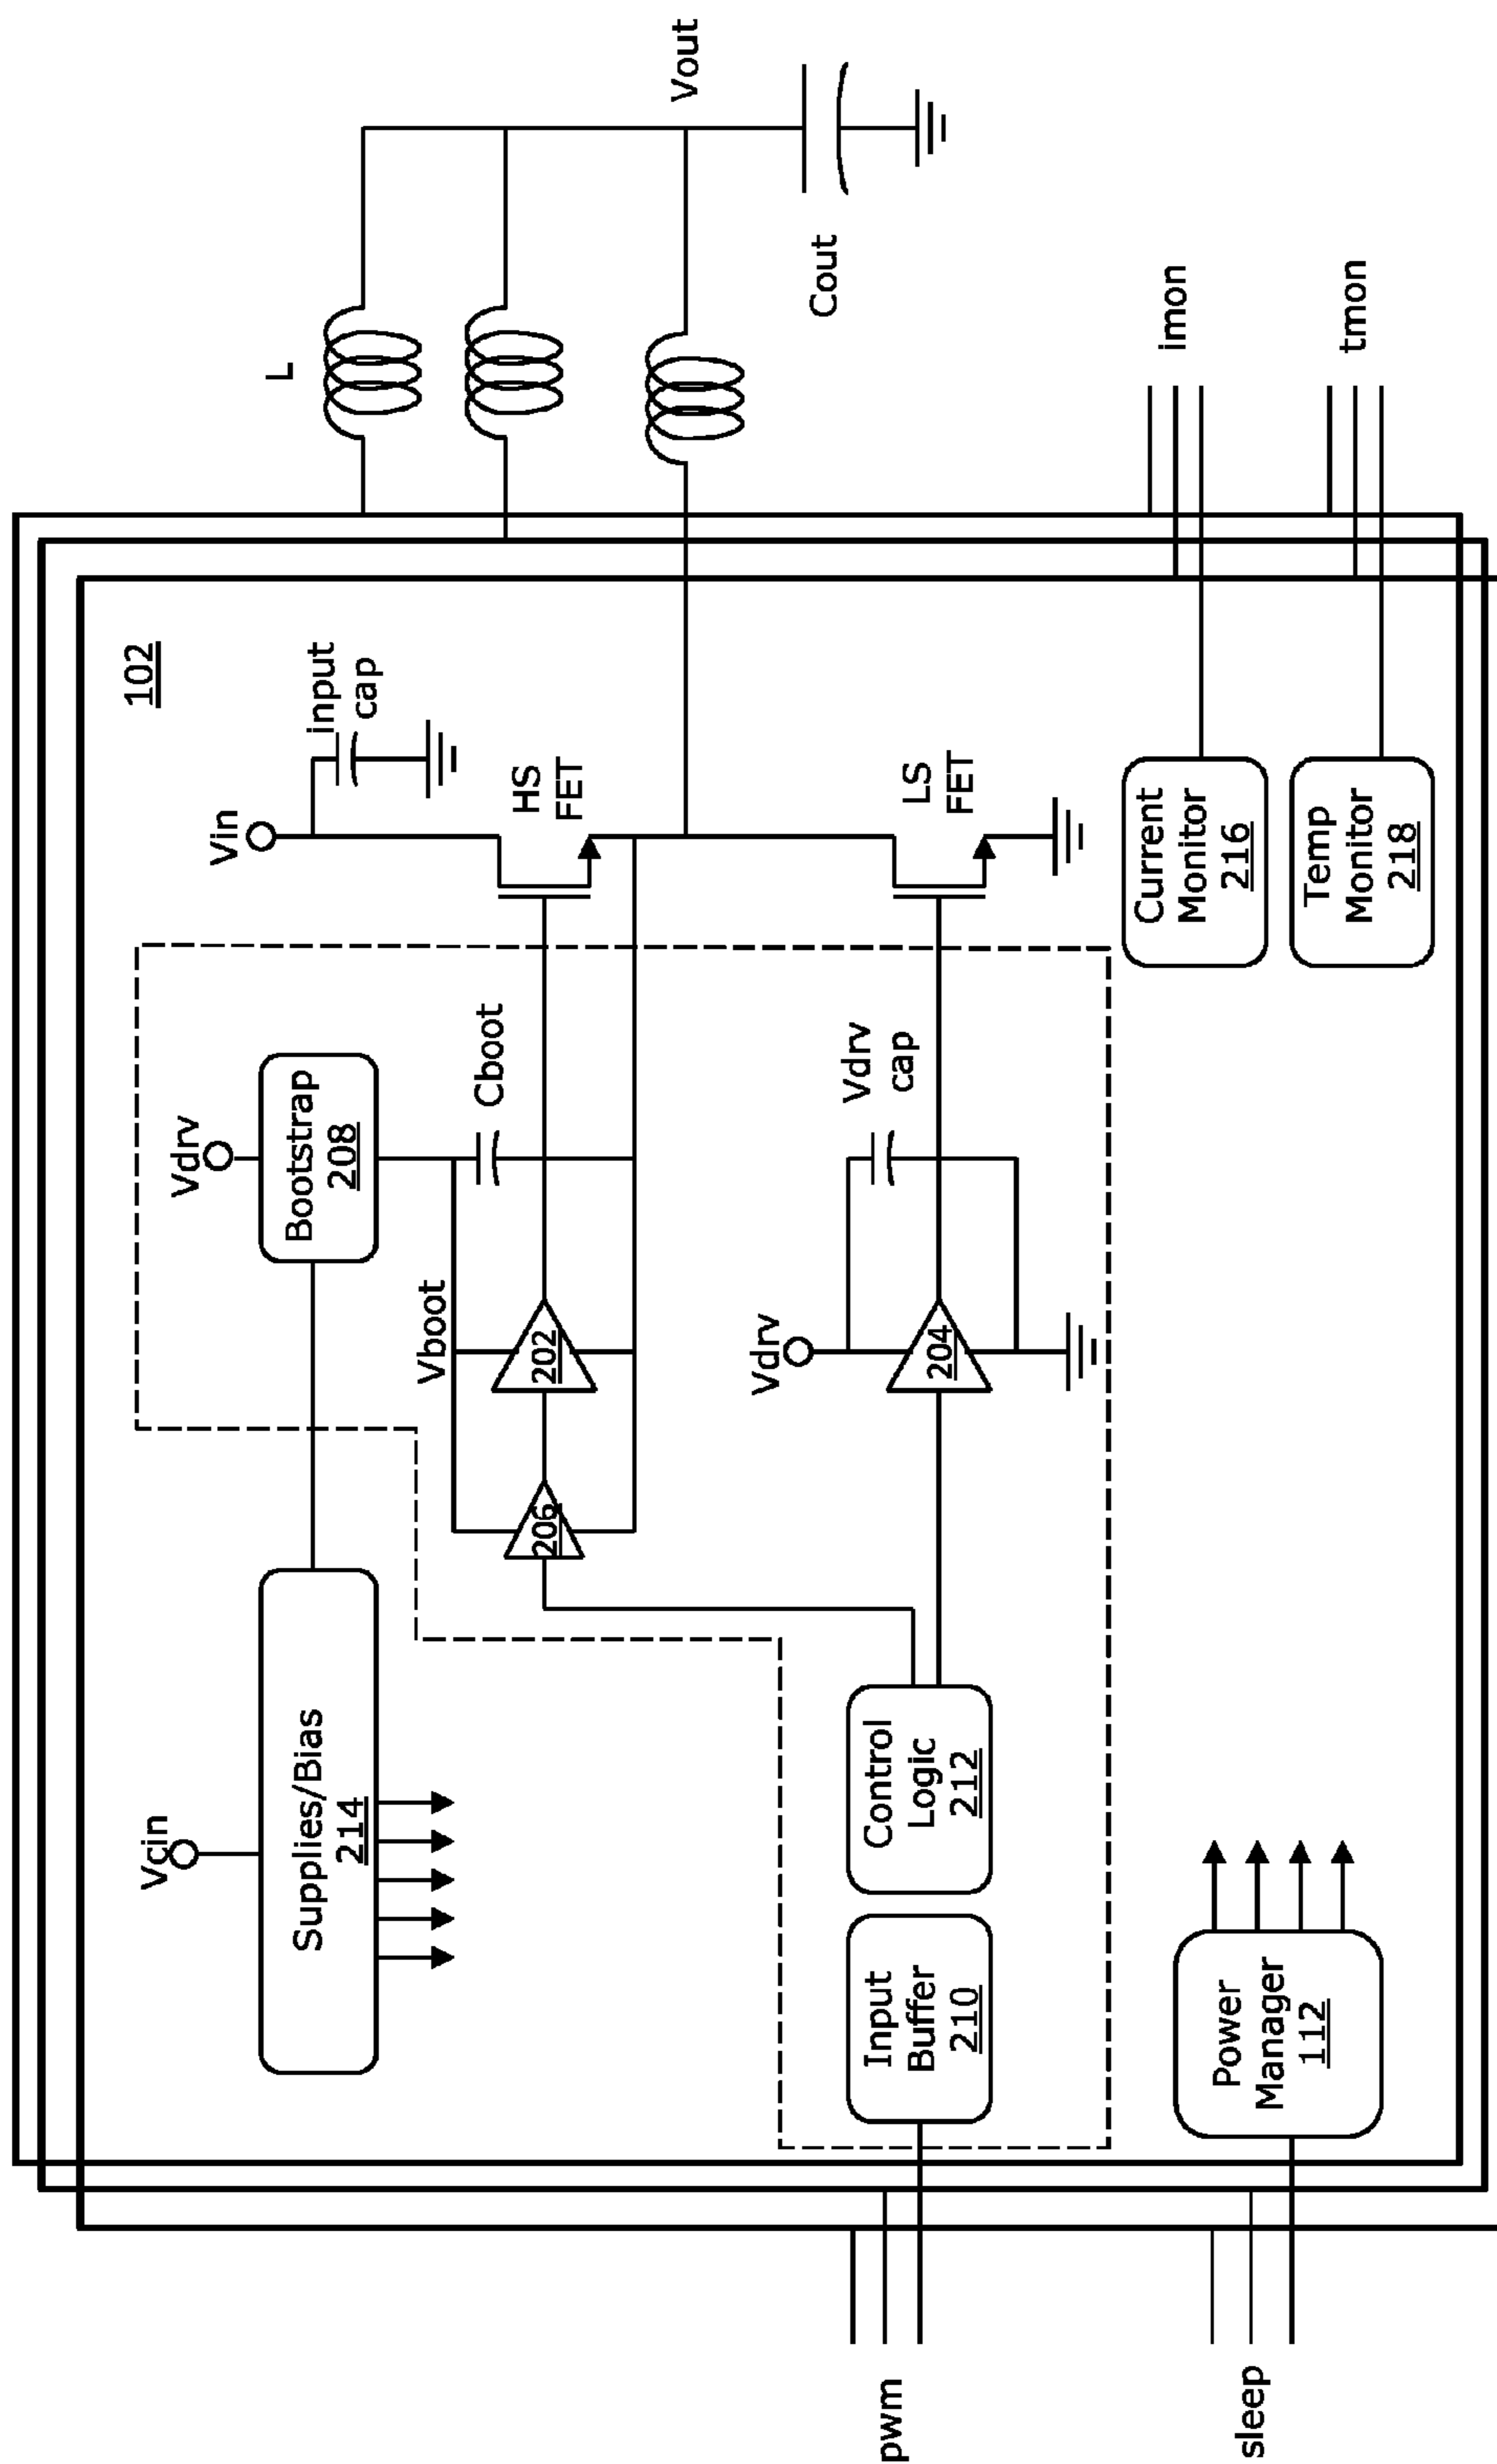 102
Vcin
Supplies/Bias
214
Vdrv
Bootstrap
208
Vin
input
cap
L
Vboot
Cboot
HS
FET
206
202
Vout
Vdrv
Vdrv
cap
204
LS
FET
Cout
pwm
Input
Buffer
210
Control
Logic
212
Current
Monitor
216
imon
sleep
Power
Manager
112
Temp
Monitor
218
tmon